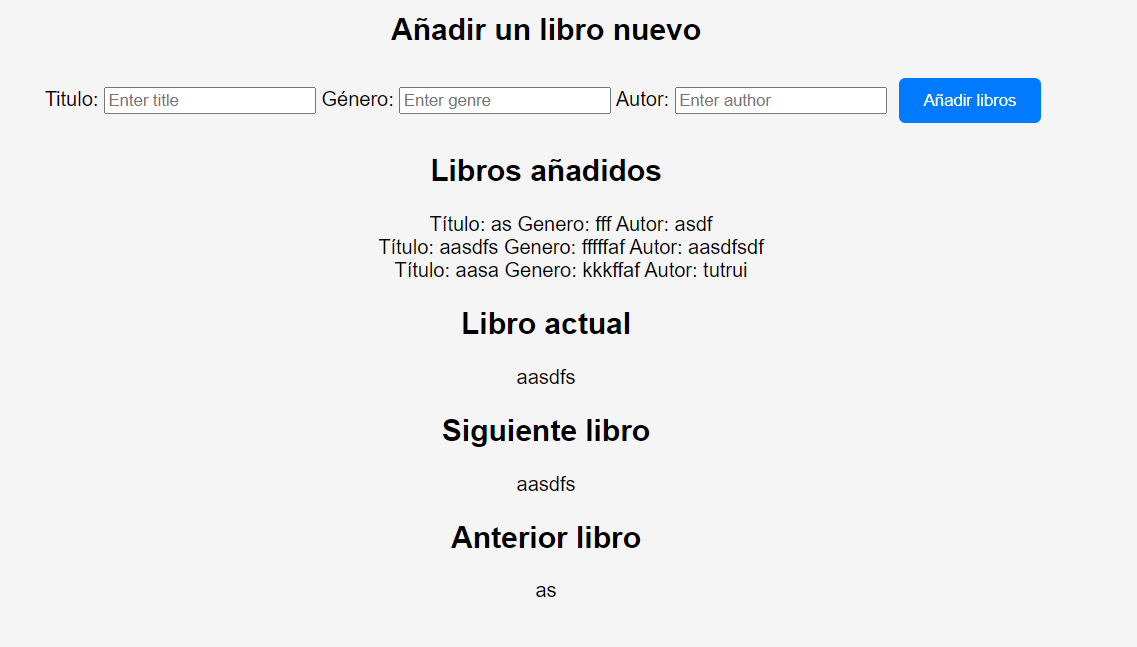 Añadir un libro nuevo
Titulo: Enter title Género: Enter genre Autor: Enter author Añadir libros
Libros añadidos
Título: as Genero: fff Autor: asdf
Título: aasdfs Genero: fffffaf Autor: aasdfsdf
Título: aasa Genero: kkkffaf Autor: tutrui
Libro actual
aasdfs
Siguiente libro
aasdfs
Anterior libro
as